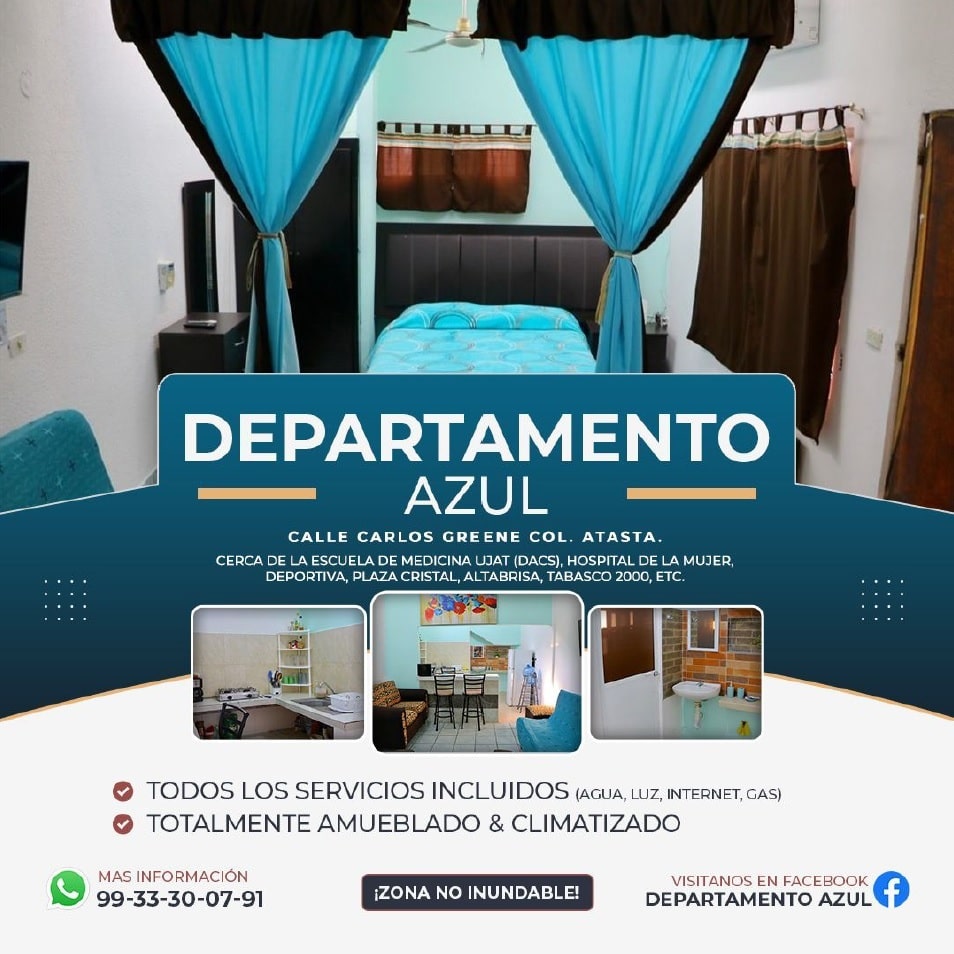 DEPARTAMENTO
AZUL
CALLE CARLOS GREENE COL. ATASTA.
CERCA DE LA ESCUELA DE MEDICINA UJAT (DACS), HOSPITAL DE LA MUJER,
DEPORTIVA, PLAZA CRISTAL, ALTABRISA, TABASCO 2000, ETC.
TODOS LOS SERVICIOS INCLUIDOS (AGUA, LUZ, INTERNET, GAS)
TOTALMENTE AMUEBLADO & CLIMATIZADO
MAS INFORMACIÓN
99-33-30-07-91
¡ZONA NO INUNDABLE!
VISITANOS EN FACEBOOK
DEPARTAMENTO AZUL